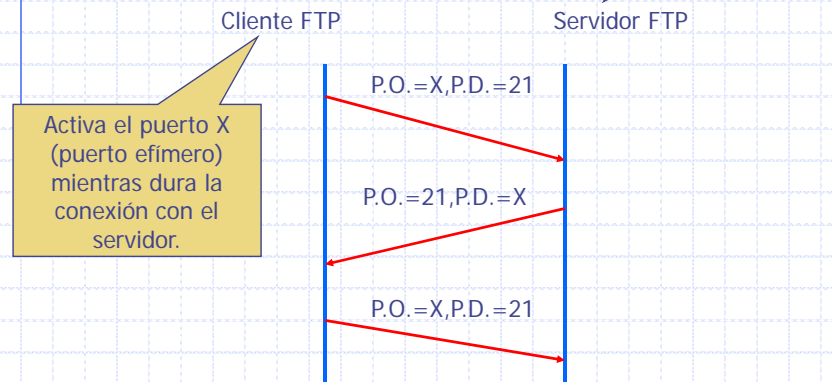 Cliente FTP
Servidor FTP
P.O.=X,P.D.=21
Activa el puerto X
(puerto efímero)
mientras dura la
conexión con el
servidor.
P.O.=21,P.D.=X
P.O.=X,P.D.=21